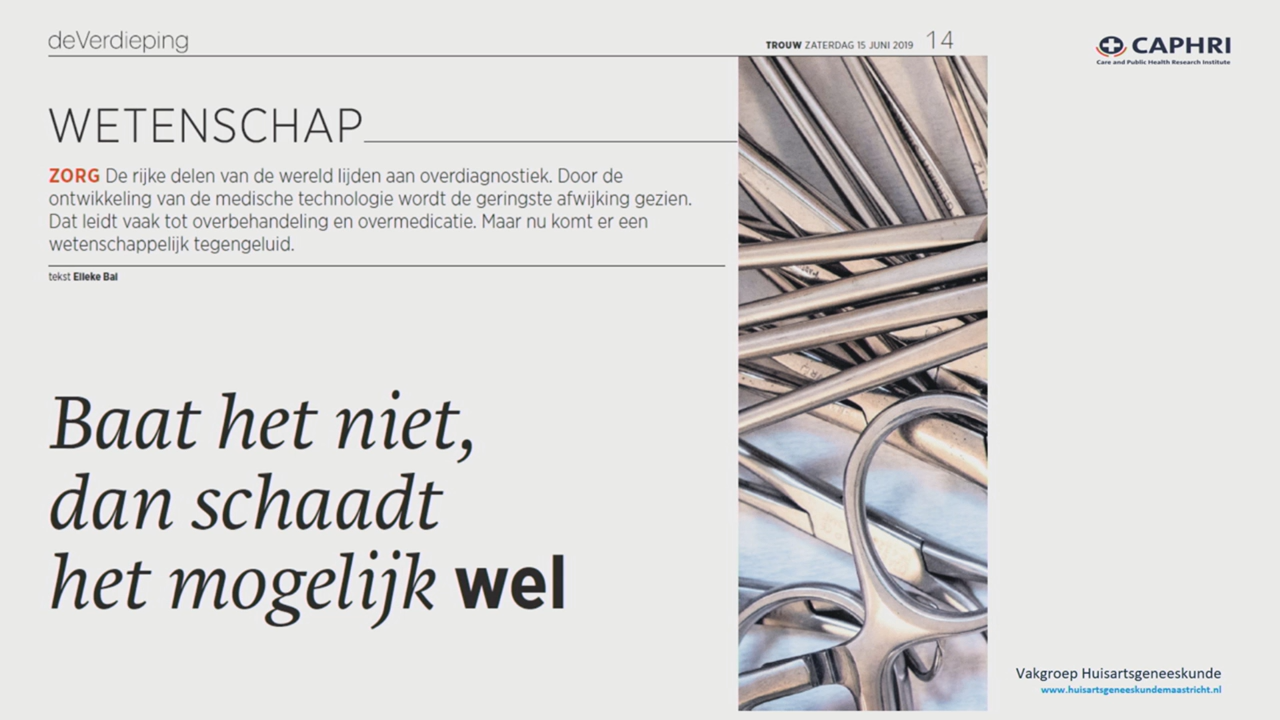 deVerdieping
TROUW ZATERDAG 15 JUNI 2019 14
CAPHRI
Care and Public Health Research Institute
WETENSCHAP
ZORG De rijke delen van de wereld lijden aan overdiagnostiek. Door de
ontwikkeling van de medische technologie wordt de geringste afwijking gezien.
Dat leidt vaak tot overbehandeling en overmedicatie. Maar nu komt er een
wetenschappelijk tegengeluid.
tekst Elleke Bal
Baat het niet,
dan schaadt
het mogelijk wel
Vakgroep Huisartsgeneeskunde
www.huisartsgeneeskundemaastricht.nl